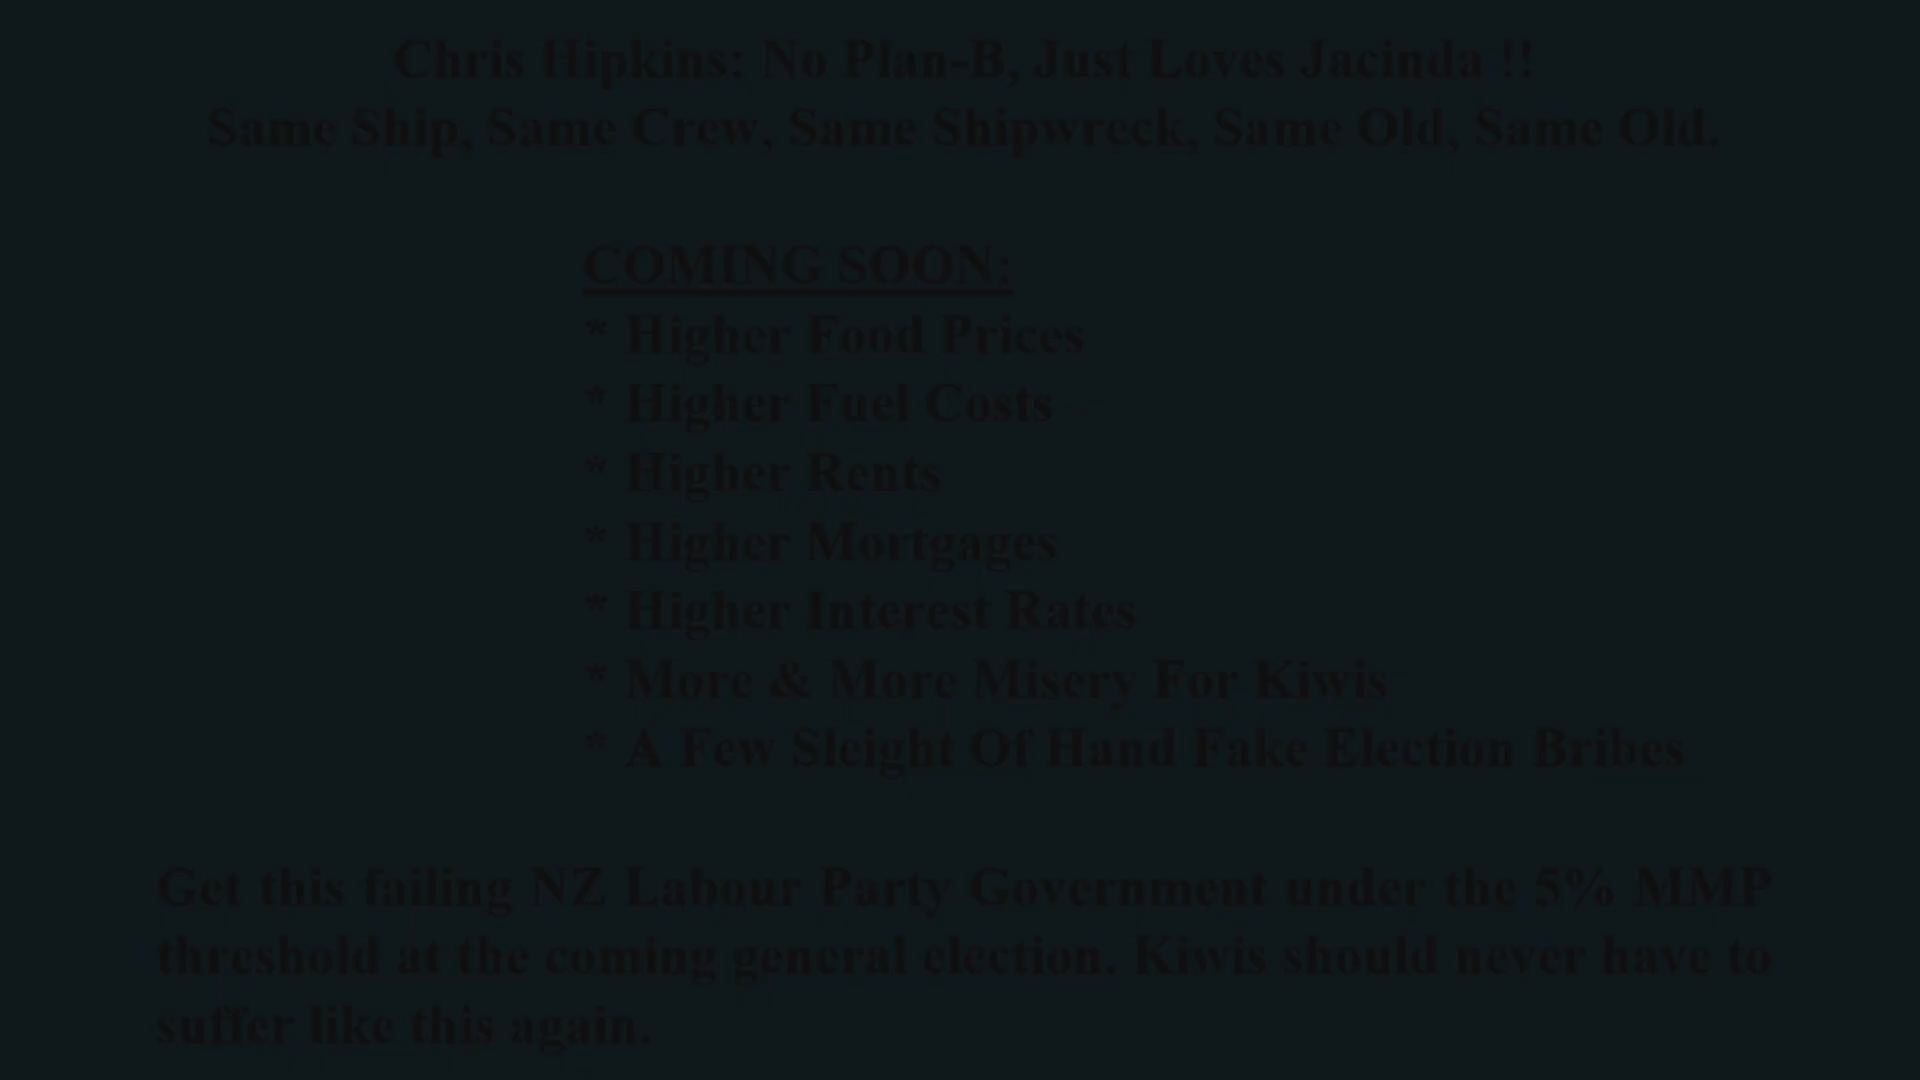 Chris Hipkins: No Plan-B, Just Loves Jacinda !!
Same Ship, Same Crew, Same Shipwreck, Same Old, Same Old.
COMING SOON:
* Higher Food Prices
* Higher Fuel Costs
* Higher Rents
* Higher Mortgages
* Higher Interest Rates
* More & More Misery For Kiwis
* A Few Sleight Of Hand Fake Election Bribes
Get this failing NZ Labour Party Government under the 5% MMP
threshold at the coming general election. Kiwis should never have to
suffer like this again.